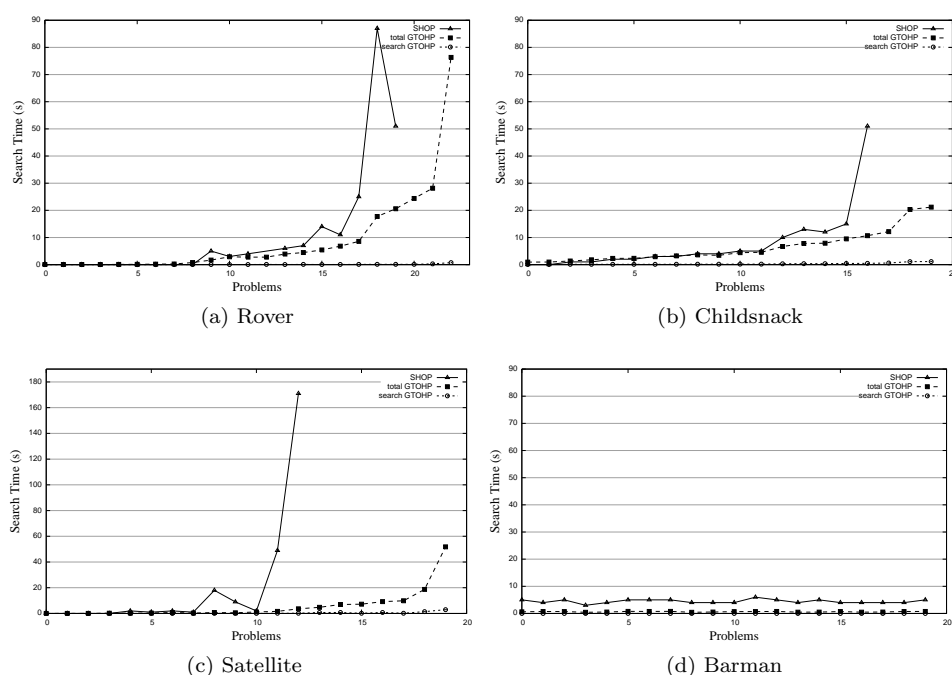 90
80
70
60
50
40
30
20
10
0
Search Time (s)
SHOP
total GTOHP
search GTOHP
0 5 10 15 20
Problems
(a) Rover
90
80
70
60
50
40
30
20
10
0
Search Time (s)
SHOP
total GTOHP
search GTOHP
0 5 10 15 20
Problems
(b) Childsnack
180
160
140
120
100
80
60
40
20
0
Search Time (s)
SHOP
total GTOHP
search GTOHP
0 5 10 15 20
Problems
(c) Satellite
90
80
70
60
50
40
30
20
10
0
Search Time (s)
SHOP
total GTOHP
search GTOHP
0 5 10 15 20
Problems
(d) Barman